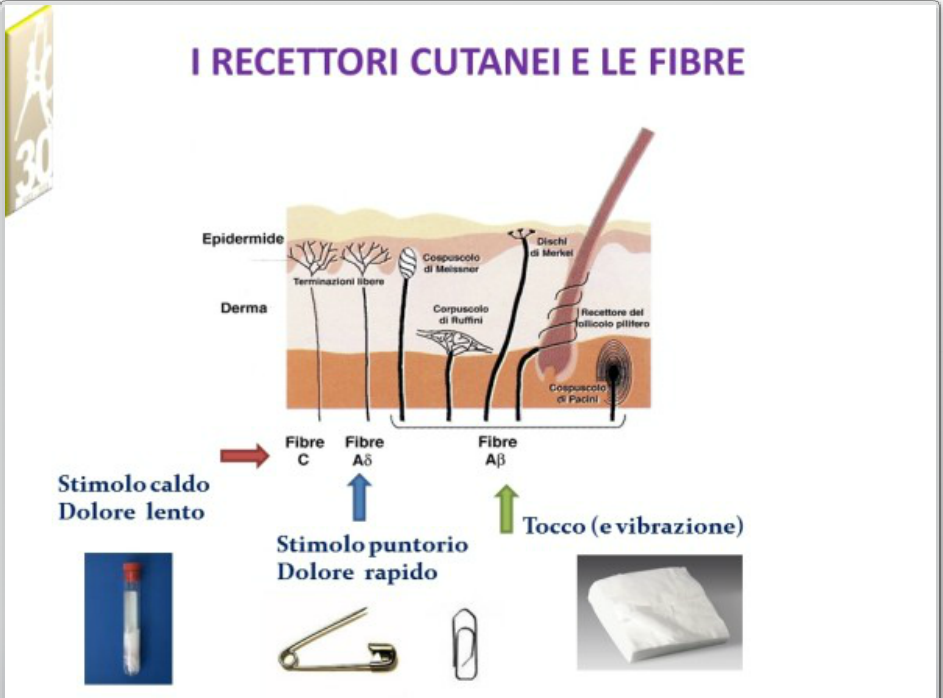 30
I RECETTORI CUTANEI E LE FIBRE
Epidermide
Dischi
di Merkel
Cospuscolo
di Meissner
Terminazioni libere
Derma
Corpuscolo
di Ruffini
Recettore del
follicolo pilifero
Cospuscolo
di Pacini
Fibre
C
Fibre
Aδ
Fibre
Aβ
Stimolo caldo
Dolore lento
Stimolo puntorio
Dolore rapido
Tocco (e vibrazione)